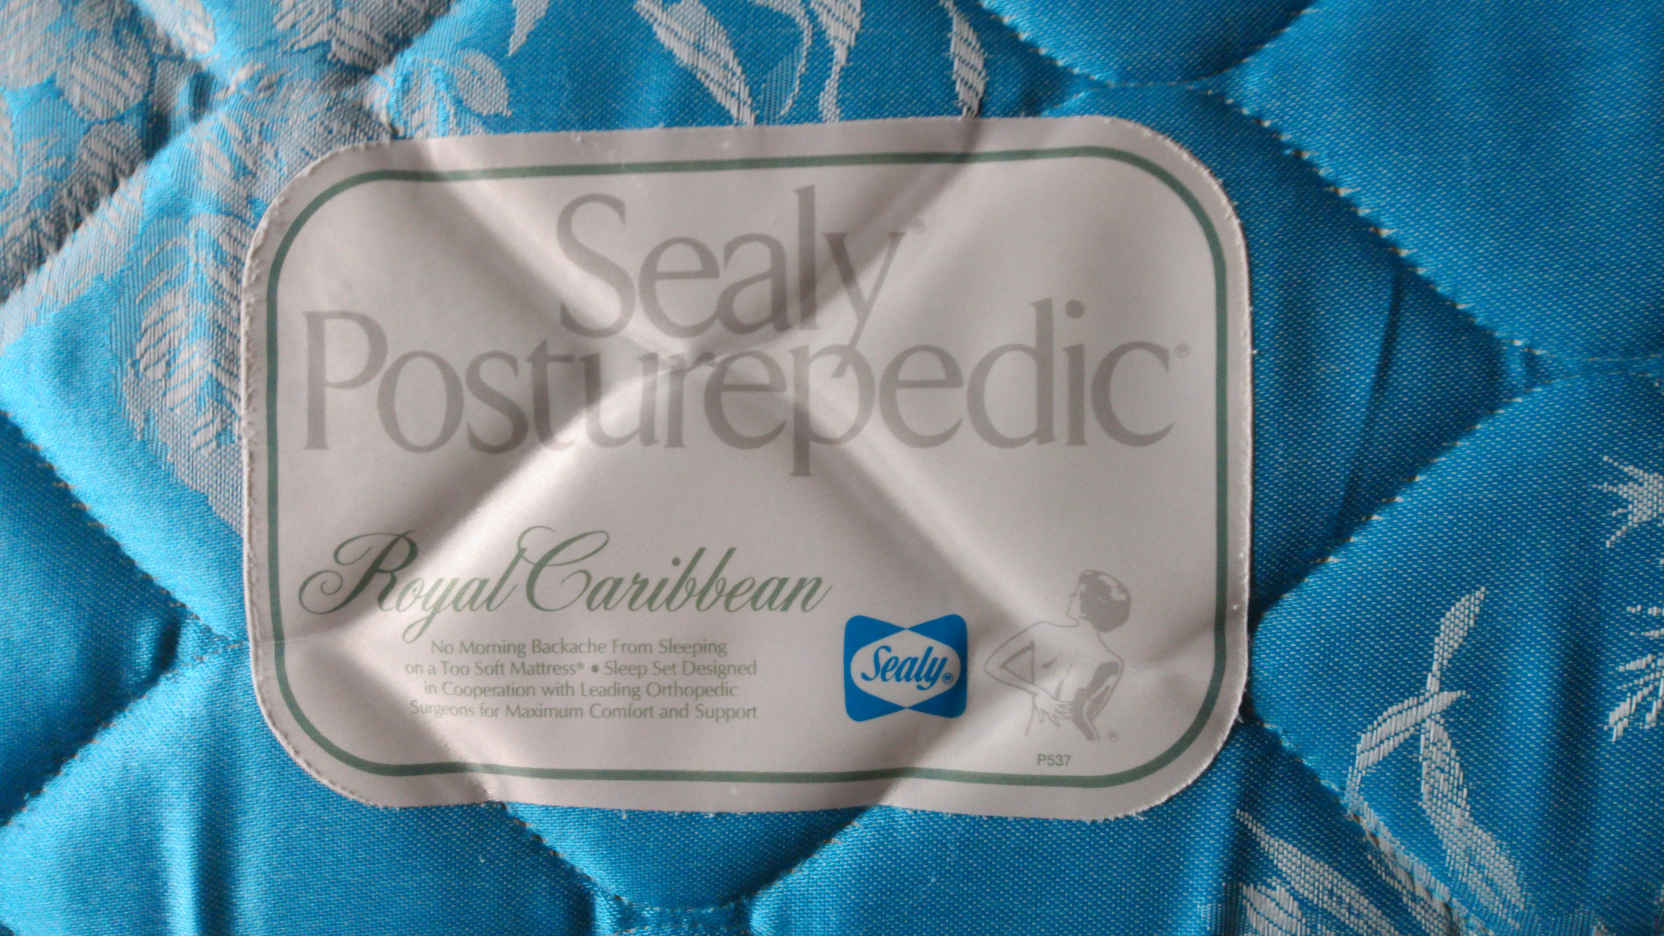 Sealy
Posturepedic®
Royal Caribbean
No Morning Backache From Sleeping
on a Too Soft Mattress® • Sleep Set Designed
in Cooperation with Leading Orthopedic
Surgeons for Maximum Comfort and Support
Sealy®
P537